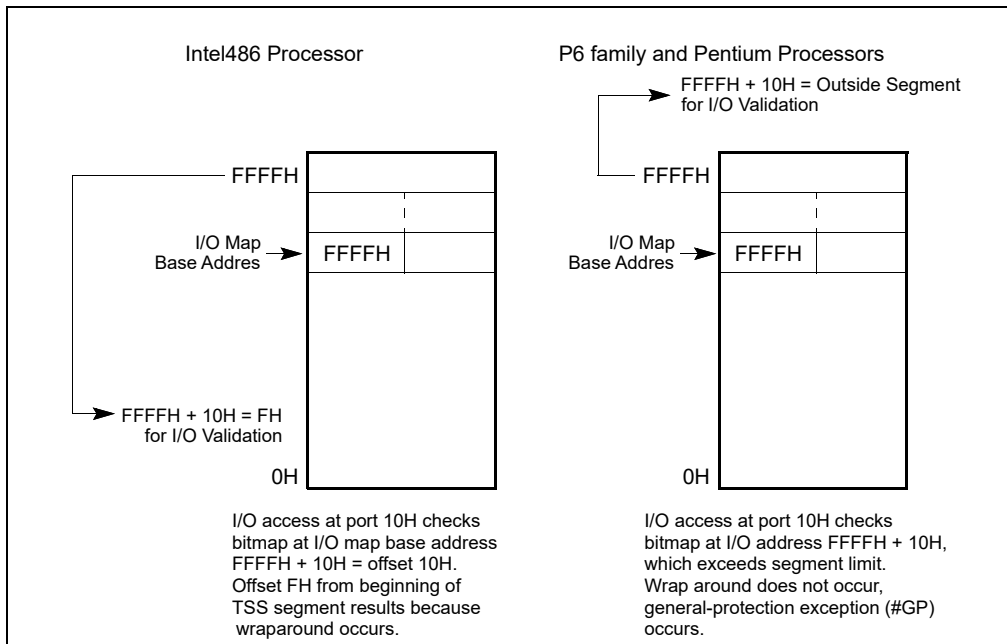 Intel486 Processor
FFFFH
I/O Map
Base Addres
FFFFH
FFFFH + 10H = FH
for I/O Validation
0H
I/O access at port 10H checks
bitmap at I/O map base address
FFFFH + 10H = offset 10H.
Offset FH from beginning of
TSS segment results because
wraparound occurs.
P6 family and Pentium Processors
FFFFH + 10H = Outside Segment
for I/O Validation
FFFFH
I/O Map
Base Addres
FFFFH
0H
I/O access at port 10H checks
bitmap at I/O address FFFFH + 10H,
which exceeds segment limit.
Wrap around does not occur,
general-protection exception (#GP)
occurs.